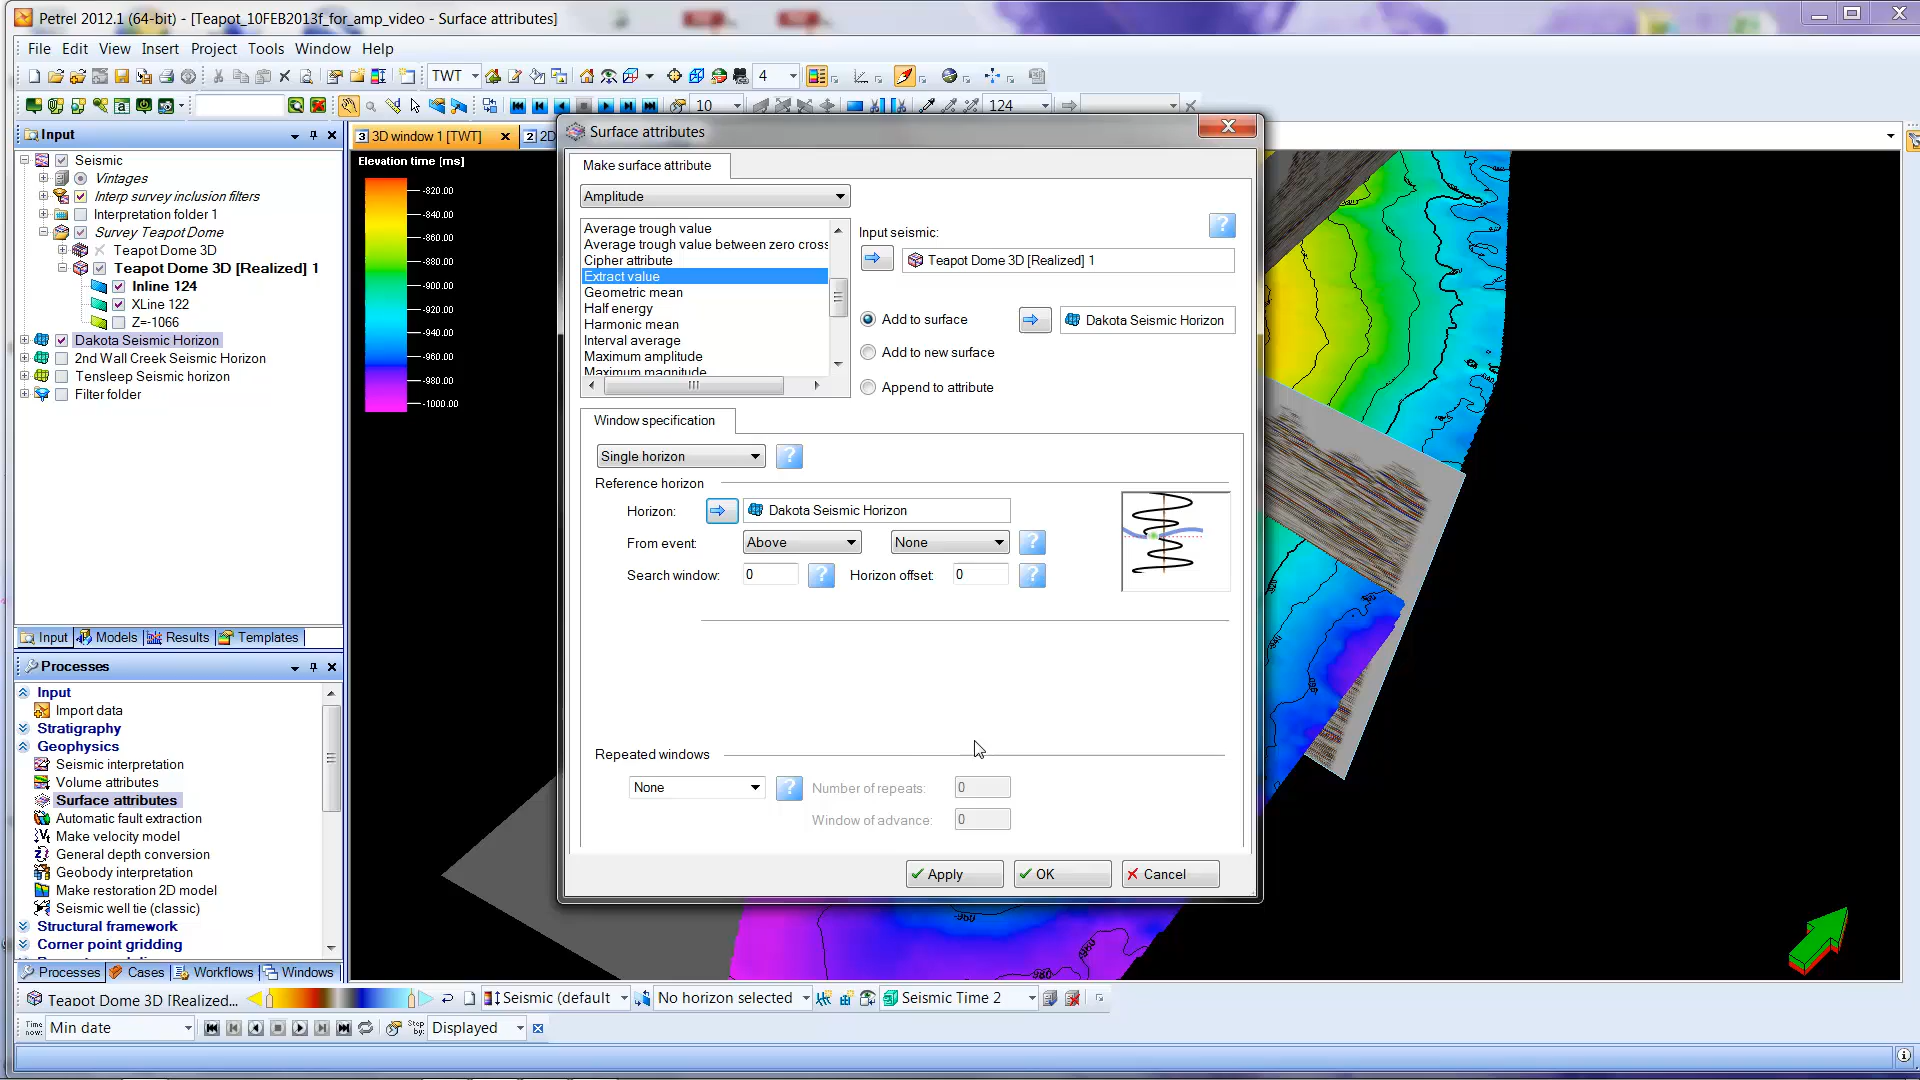 Petrel 2012.1 (64-bit) - [Teapot_10FEB2013f_for_amp_video - Surface attributes]
File Edit View Insert Project Tools Window Help
TWT 4
10 124
Input
Seismic
Vintages
Interp survey inclusion filters
Interpretation folder 1
Survey Teapot Dome
Teapot Dome 3D
Teapot Dome 3D [Realized] 1
Inline 124
XLine 122
Z=-1066
Dakota Seismic Horizon
2nd Wall Creek Seismic Horizon
Tensleep Seismic horizon
Filter folder
Input Models Results Templates
Processes
Input
Import data
Stratigraphy
Geophysics
Seismic interpretation
Volume attributes
Surface attributes
Automatic fault extraction
Make velocity model
General depth conversion
Geobody interpretation
Make restoration 2D model
Seismic well tie (classic)
Structural framework
Corner point gridding
Processes Cases Workflows Windows
3 3D window 1 [TWT] 2 2D
Elevation time [ms]
-820.00
-840.00
-860.00
-880.00
-900.00
-920.00
-940.00
-960.00
-980.00
-1000.00
Surface attributes
Make surface attribute
Amplitude
Average trough value
Average trough value between zero cross
Cipher attribute
Extract value
Geometric mean
Half energy
Harmonic mean
Interval average
Maximum amplitude
Maximum magnitude
Input seismic:
Teapot Dome 3D [Realized] 1
Add to surface Dakota Seismic Horizon
Add to new surface
Append to attribute
Window specification
Single horizon
Reference horizon
Horizon: Dakota Seismic Horizon
From event: Above None
Search window: 0 Horizon offset: 0
Repeated windows
None Number of repeats: 0
Window of advance: 0
Apply OK Cancel
-960
-980
Teapot Dome 3D [Realized... Seismic (default No horizon selected Seismic Time 2
Time now: Min date Step by: Displayed